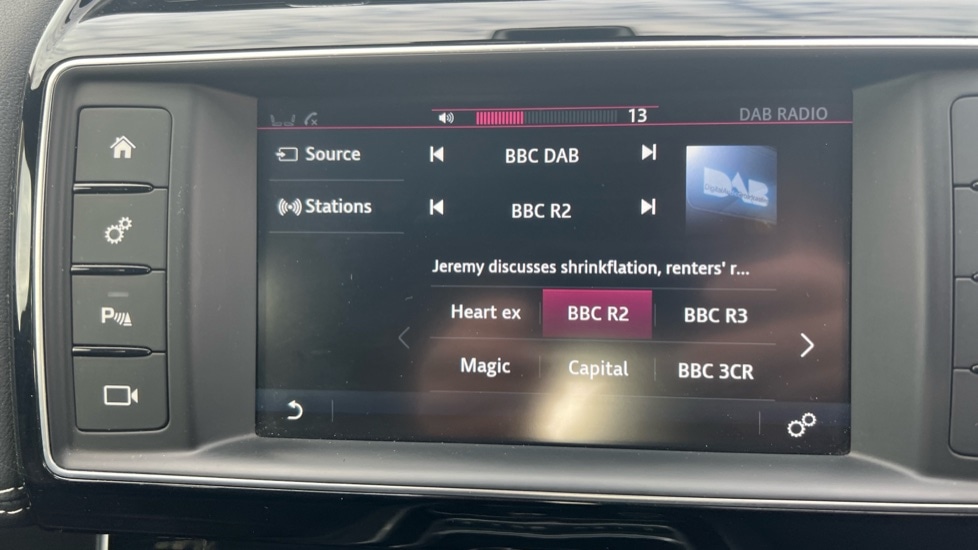 13 DAB RADIO
Source BBC DAB
DAB
Stations BBC R2
Jeremy discusses shrinkflation, renters' r...
Heart ex BBC R2 BBC R3
Magic Capital BBC 3CR
P